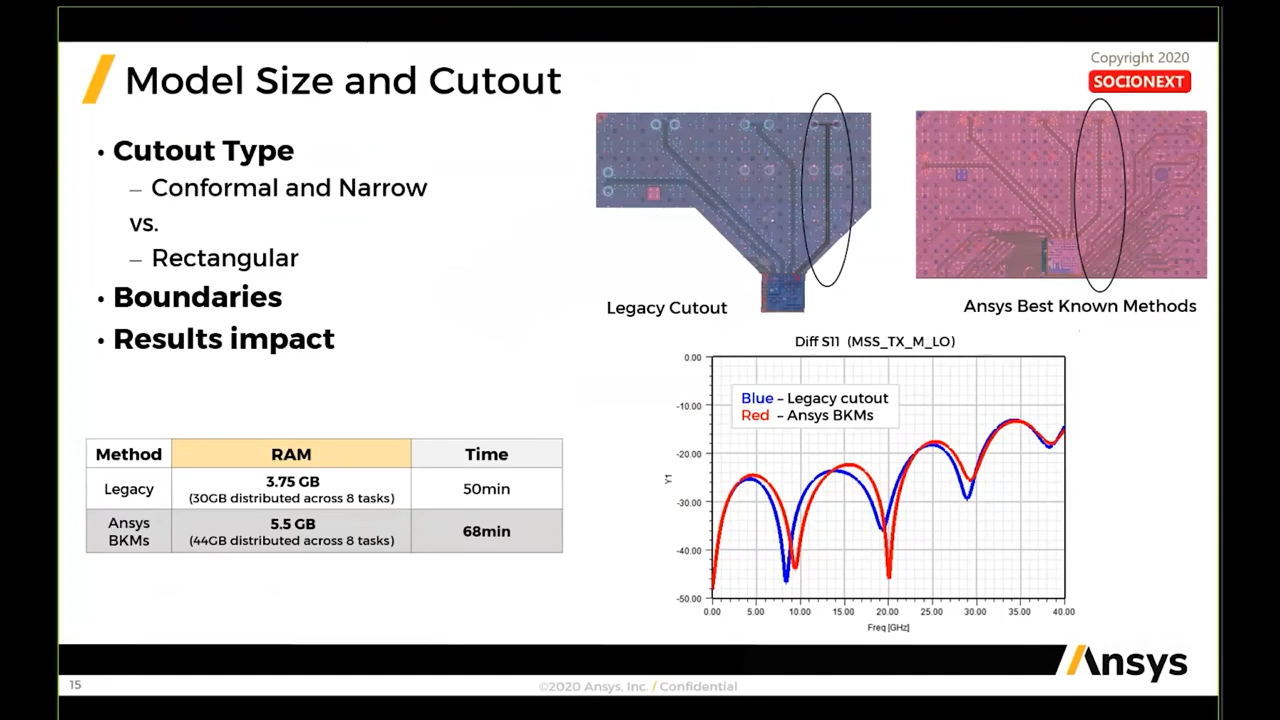 Model Size and Cutout
Copyright 2020
SOCIONEXT
• Cutout Type
– Conformal and Narrow
vs.
– Rectangular
• Boundaries
• Results impact
Legacy Cutout
Ansys Best Known Methods
Method RAM Time
Legacy 3.75 GB (30GB distributed across 8 tasks) 50min
Ansys BKMs 5.5 GB (44GB distributed across 8 tasks) 68min
Diff S11 (MSS_TX_M_LO)
Blue – Legacy cutout
Red – Ansys BKMs
0.00
-10.00
-20.00
-30.00
-40.00
-50.00
Y1
0.00 5.00 10.00 15.00 20.00 25.00 30.00 35.00 40.00
Freq [GHz]
Ansys
15
©2020 Ansys, Inc. / Confidential